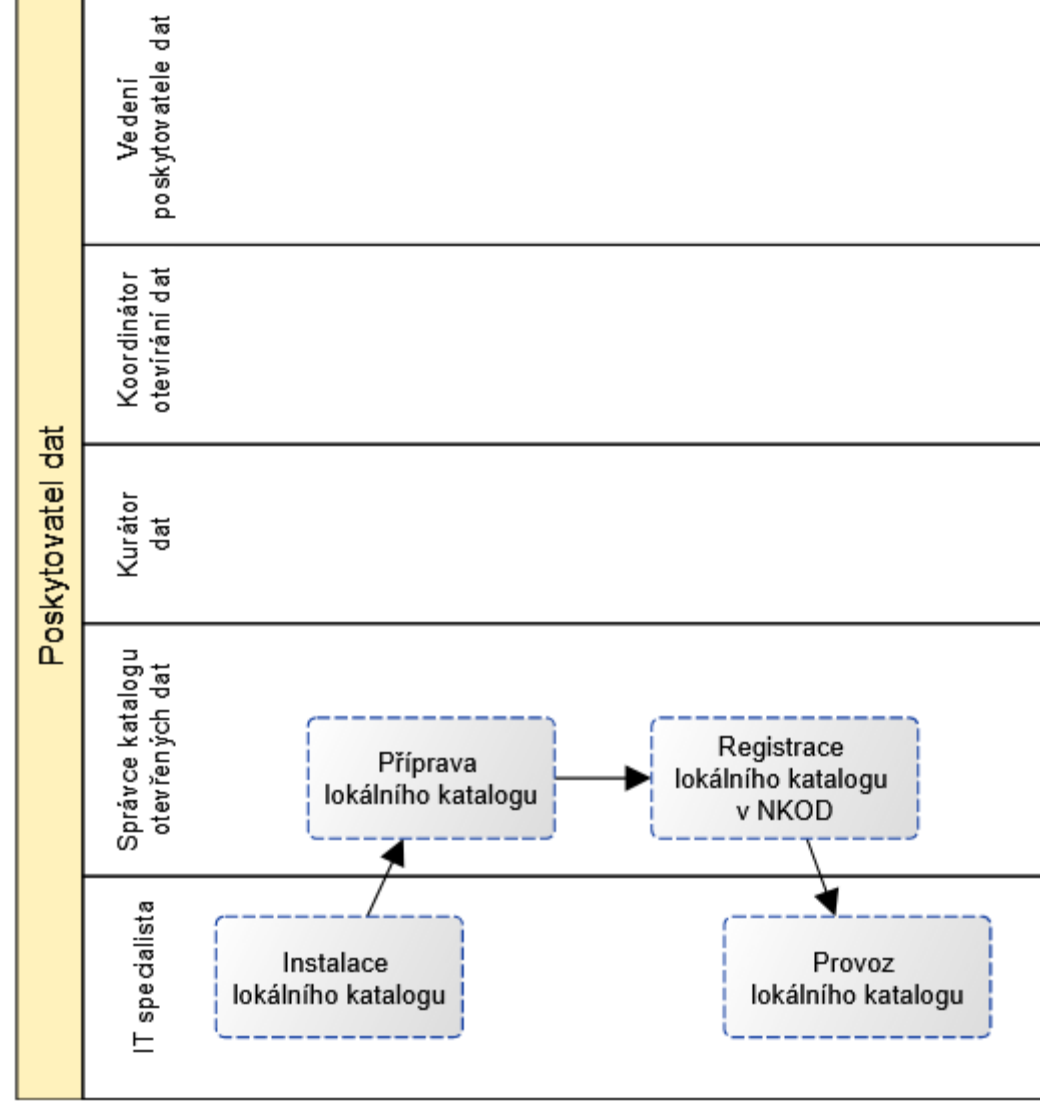 Poskytovatel dat
Vedení
poskytovatele dat
Koordinátor
otevírání dat
Kurátor
dat
Správce katalogu
otevřených dat
Příprava
lokálního katalogu
Registrace
lokálního katalogu
v NKOD
IT specialista
Instalace
lokálního katalogu
Provoz
lokálního katalogu